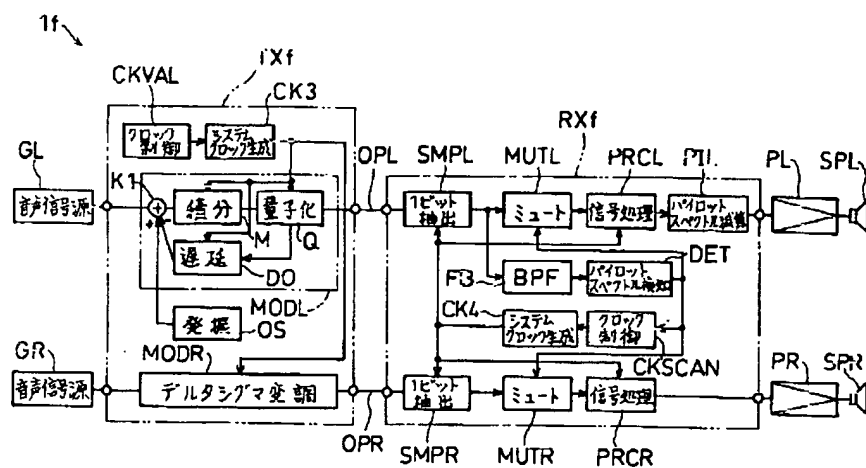 1f
TXf
CKVAL
CK3
RXf
クロック
制御
システム
クロック生成
GL
K1
OPL
SMPL
MUTL
PRCL
PIL
PL
SPL
音声信号源
積分
量子化
1ビット
抽出
ミュート
信号処理
パイロット
スペクトル減衰
M
Q
遅延
DO
DET
F3
BPF
パイロット
スペクトル検知
MODL
発振
OS
CK4
システム
クロック生成
クロック
制御
GR
MODR
CKSCAN
PR
SPR
音声信号源
デルタシグマ変調
1ビット
抽出
ミュート
信号処理
OPR
SMPR
MUTR
PRCR